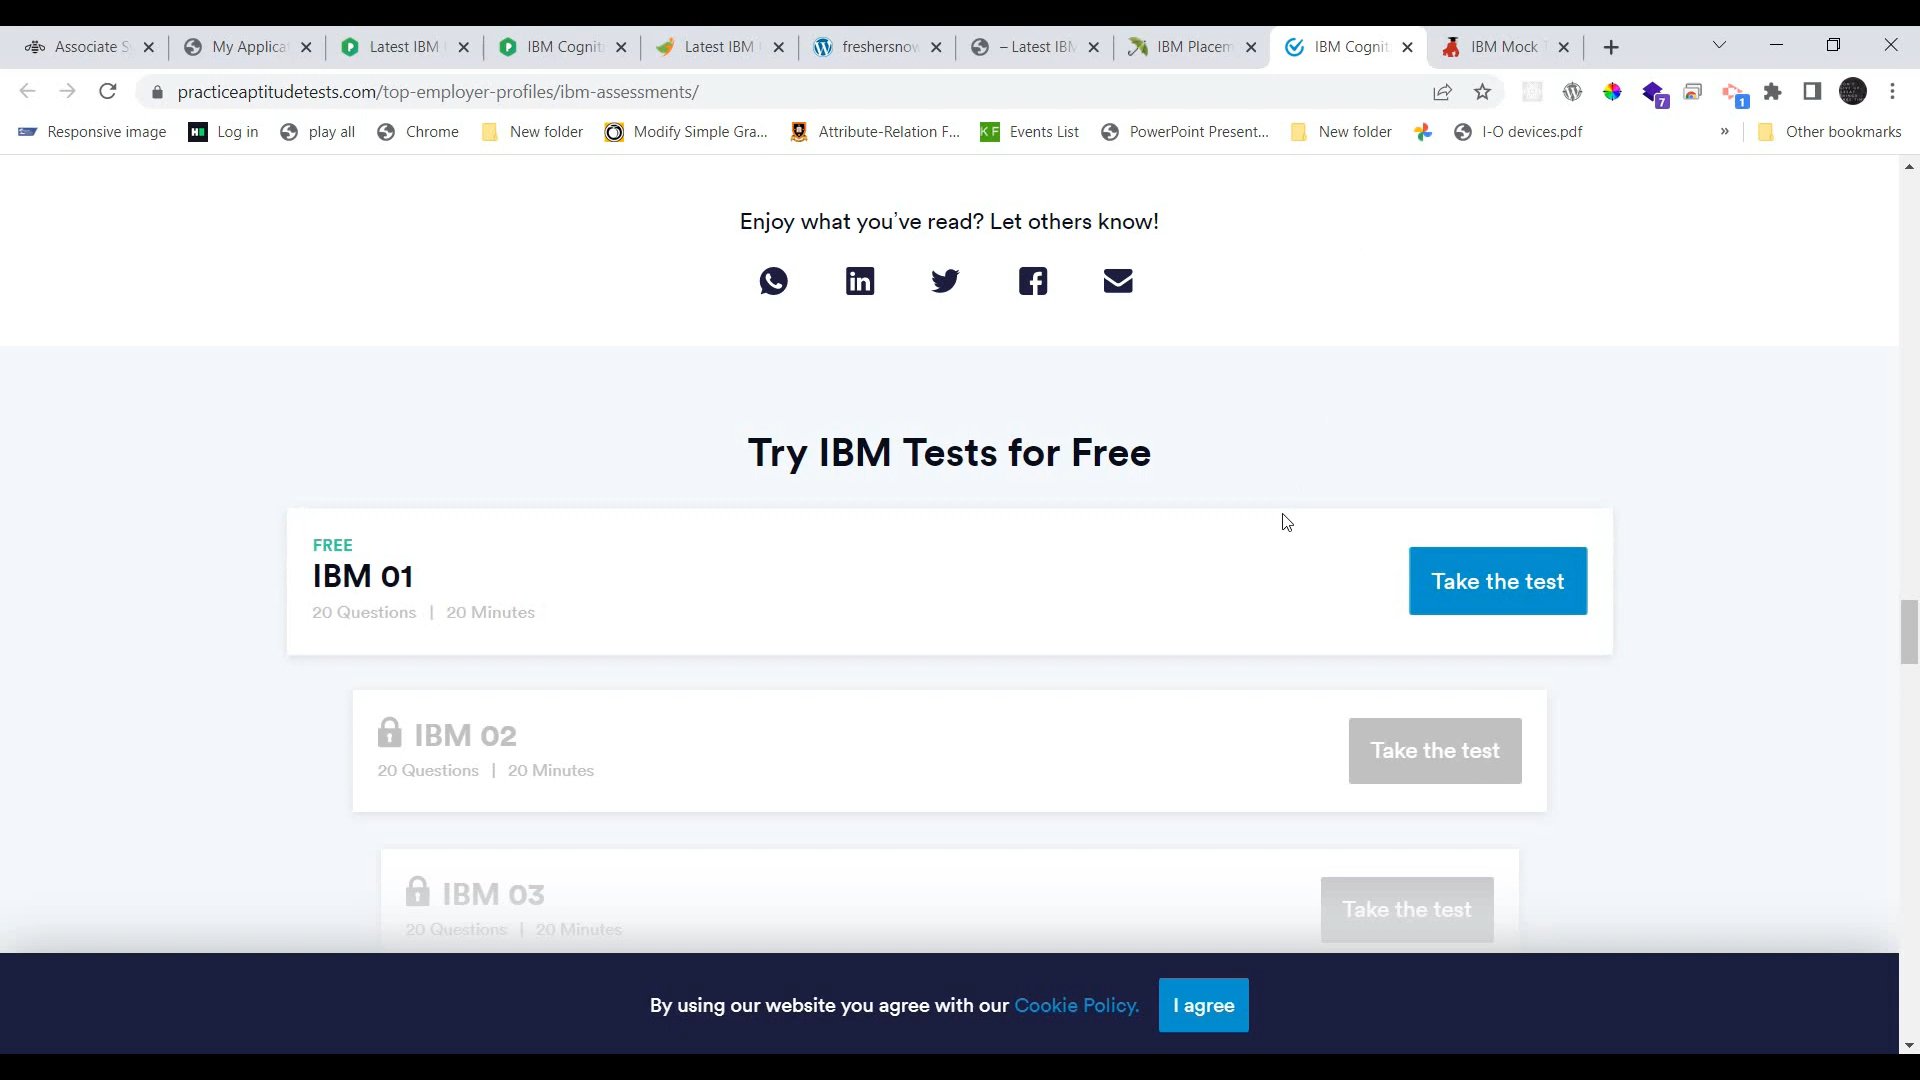 Associate S
My Applica
Latest IBM
IBM Cognit
Latest IBM
freshersnow
– Latest IBM
IBM Placem
IBM Cognit
IBM Mock T
practiceaptitudetests.com/top-employer-profiles/ibm-assessments/
7
1
Responsive image
Log in
play all
Chrome
New folder
Modify Simple Gra...
Attribute-Relation F...
KF
Events List
PowerPoint Present...
New folder
I-O devices.pdf
»
Other bookmarks
Enjoy what you've read? Let others know!
Try IBM Tests for Free
FREE
IBM 01
20 Questions | 20 Minutes
Take the test
IBM 02
20 Questions | 20 Minutes
Take the test
IBM 03
20 Questions | 20 Minutes
Take the test
By using our website you agree with our Cookie Policy.
I agree